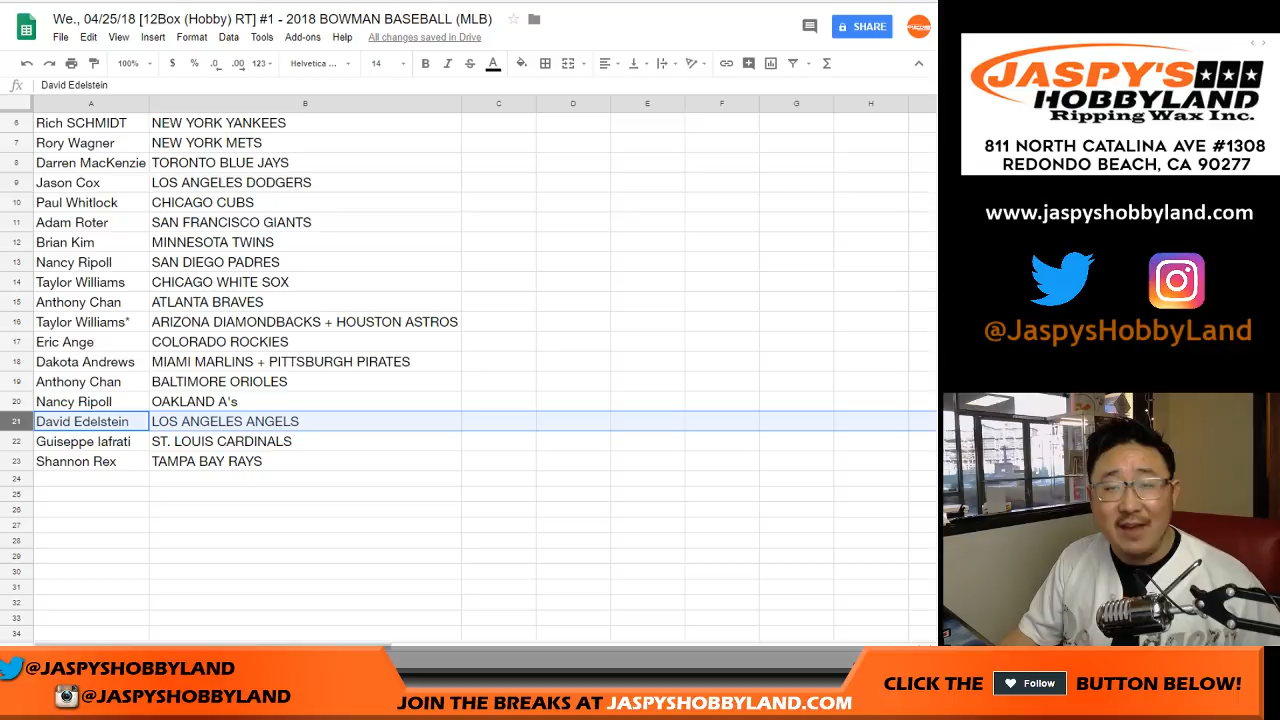 We., 04/25/18 [12Box (Hobby) RT] #1 - 2018 BOWMAN BASEBALL (MLB)
File Edit View Insert Format Data Tools Add-ons Help All changes saved in Drive
SHARE
100% $ % .0 .00 123 Helvetica ... 14 B I S A Σ
fx David Edelstein
A B C D E F G H
6 Rich SCHMIDT NEW YORK YANKEES
7 Rory Wagner NEW YORK METS
8 Darren MacKenzie TORONTO BLUE JAYS
9 Jason Cox LOS ANGELES DODGERS
10 Paul Whitlock CHICAGO CUBS
11 Adam Roter SAN FRANCISCO GIANTS
12 Brian Kim MINNESOTA TWINS
13 Nancy Ripoll SAN DIEGO PADRES
14 Taylor Williams CHICAGO WHITE SOX
15 Anthony Chan ATLANTA BRAVES
16 Taylor Williams* ARIZONA DIAMONDBACKS + HOUSTON ASTROS
17 Eric Ange COLORADO ROCKIES
18 Dakota Andrews MIAMI MARLINS + PITTSBURGH PIRATES
19 Anthony Chan BALTIMORE ORIOLES
20 Nancy Ripoll OAKLAND A's
21 David Edelstein LOS ANGELES ANGELS
22 Guiseppe Iafrati ST. LOUIS CARDINALS
23 Shannon Rex TAMPA BAY RAYS
24
25
26
27
28
29
30
31
32
33
34
JASPY'S
HOBBYLAND
Ripping Wax Inc.
811 NORTH CATALINA AVE #1308
REDONDO BEACH, CA 90277
www.jaspyshobbyland.com
@JaspysHobbyLand
@JASPYSHOBBYLAND
@JASPYSHOBBYLAND
JOIN THE BREAKS AT JASPYSHOBBYLAND.COM
CLICK THE Follow BUTTON BELOW!